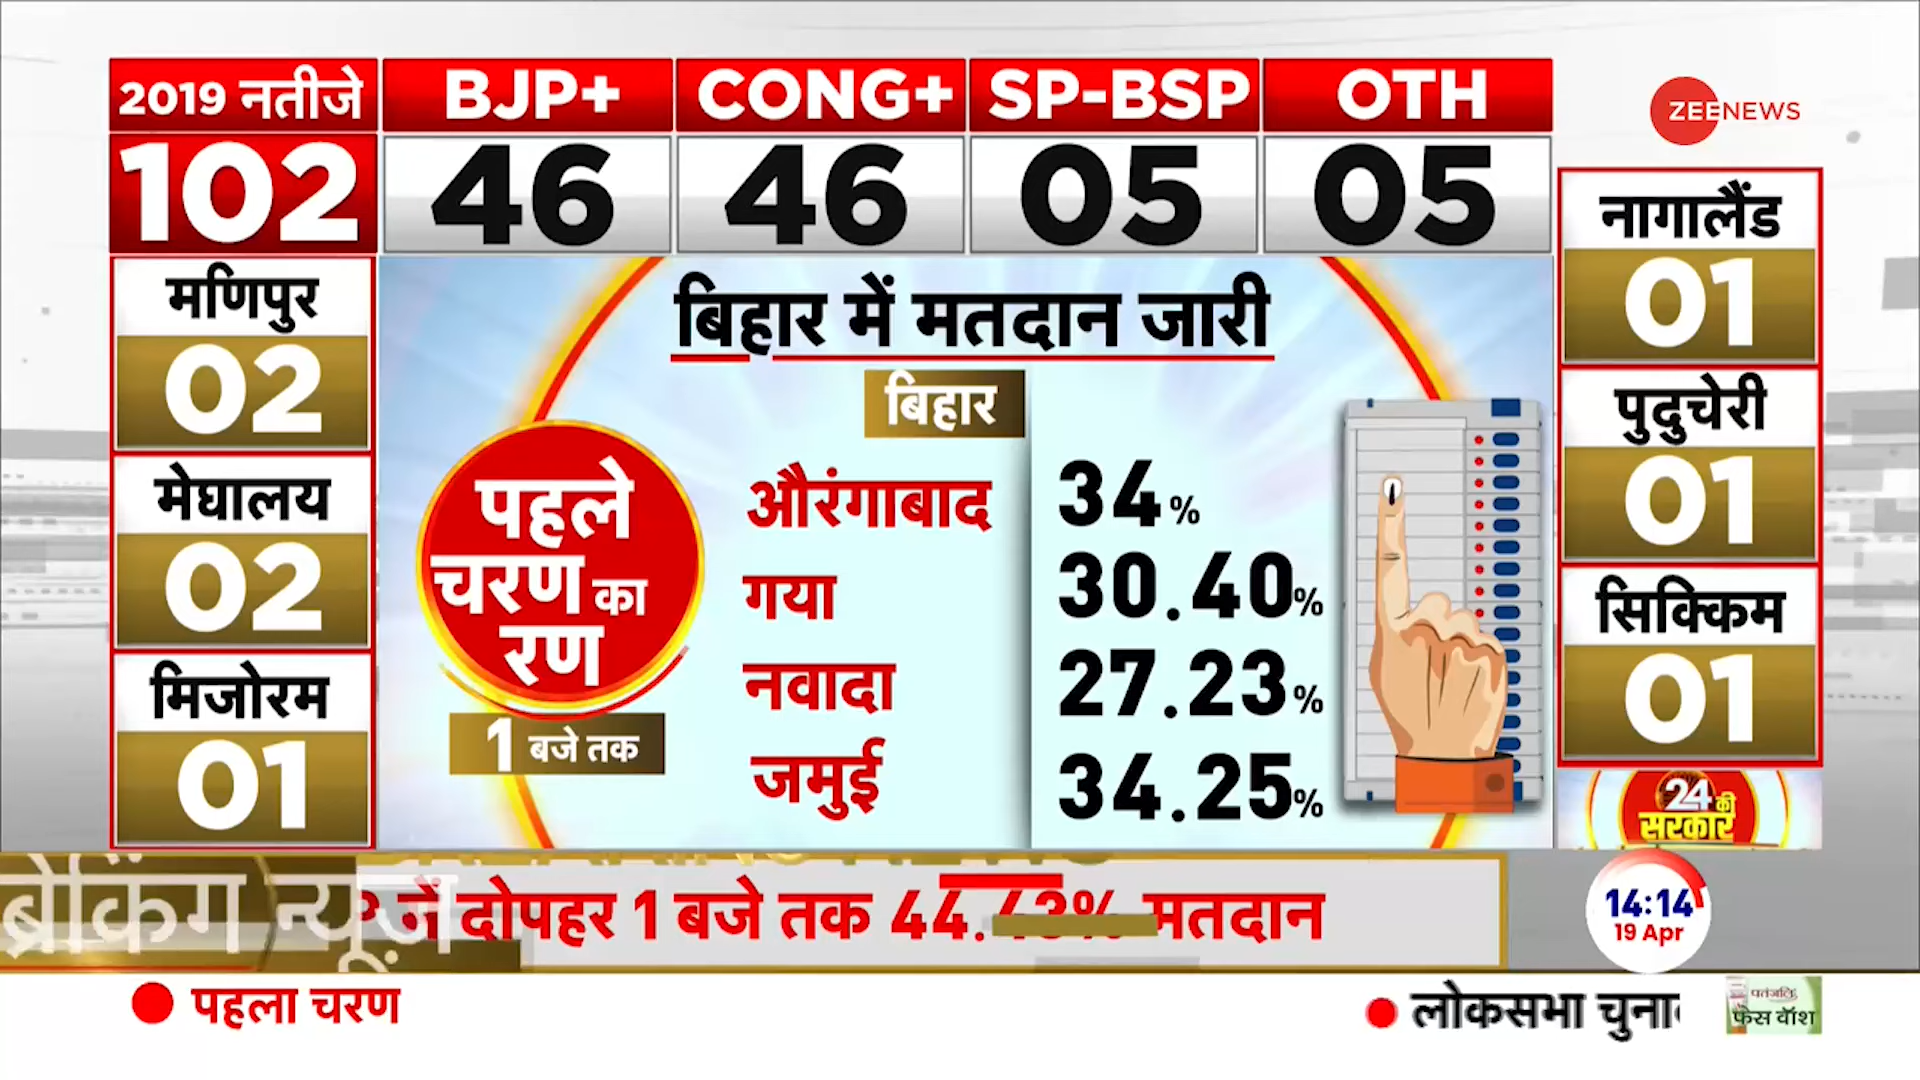 2019 नतीजे BJP+ CONG+ SP-BSP OTH
102 46 46 05 05
ZEENEWS
मणिपुर
02
मेघालय
02
मिजोरम
01
बिहार में मतदान जारी
बिहार
पहले
चरण का
रण
1 बजे तक
औरंगाबाद 34%
गया 30.40%
नवादा 27.23%
जमुई 34.25%
नागालैंड
01
पुदुचेरी
01
सिक्किम
01
24 की
सरकार
ब्रेकिंग न्यूज
में दोपहर 1 बजे तक मतदान
14:14
19 Apr
पहला चरण
लोकसभा
पतंजलि
फेस वॉश